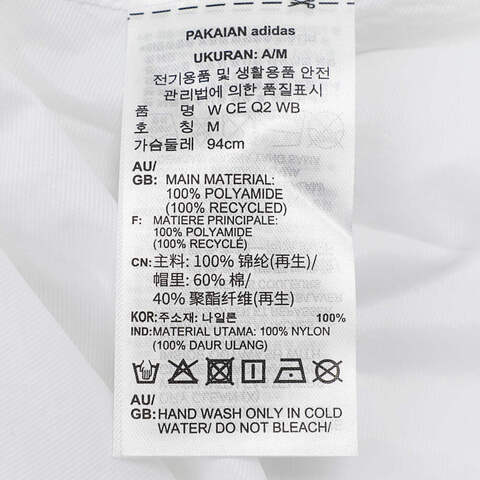 PAKAIAN adidas
UKURAN: A/M
전기용품 및 생활용품 안전
관리법에 의한 품질표시
품 명 W CE Q2 WB
호 칭 M
가슴둘레 94cm
AU/
GB: MAIN MATERIAL:
100% POLYAMIDE
(100% RECYCLED)
F: MATIERE PRINCIPALE:
100% POLYAMIDE
(100% RECYCLÉ)
CN: 主料: 100% 锦纶(再生)/
帽里: 60% 棉/
40% 聚酯纤维(再生)
KOR: 주소재: 나일론 100%
IND: MATERIAL UTAMA: 100% NYLON
(100% DAUR ULANG)
AU/
GB: HAND WASH ONLY IN COLD
WATER/ DO NOT BLEACH/